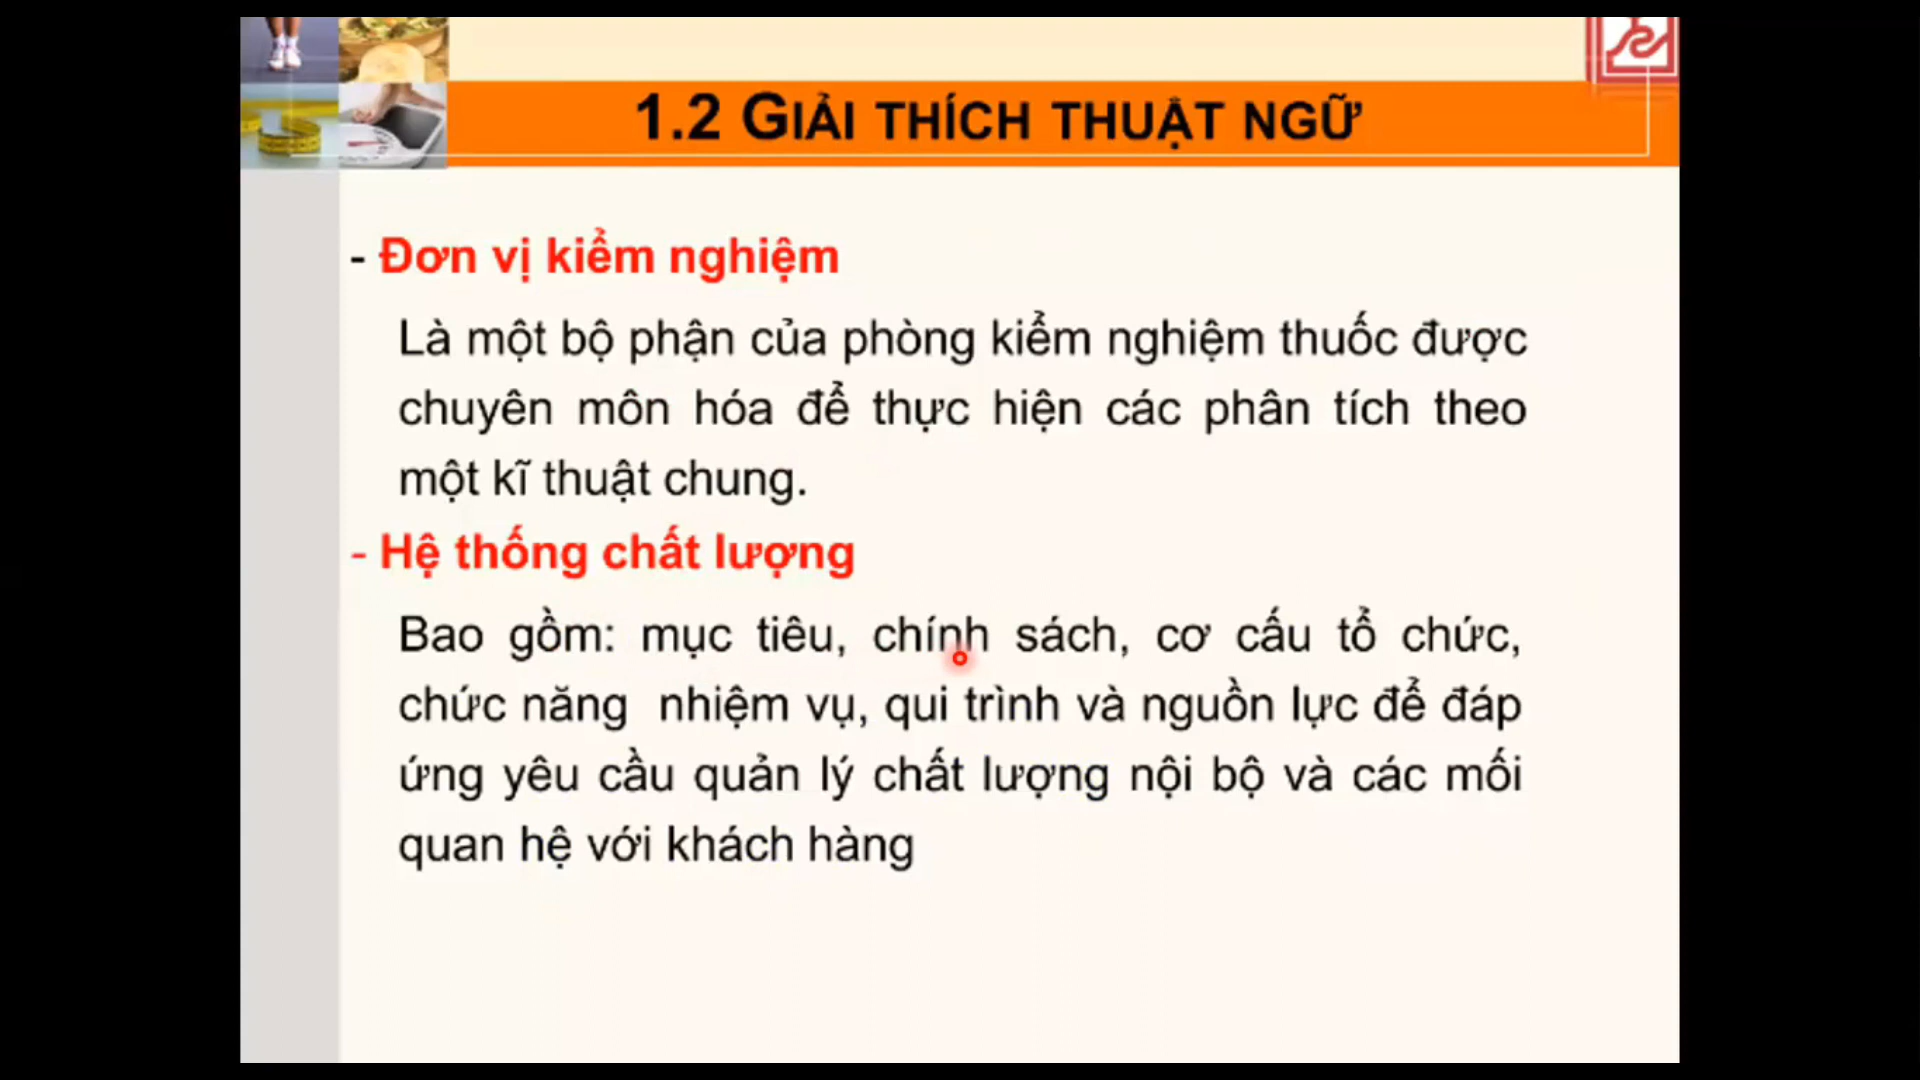 1.2 GIẢI THÍCH THUẬT NGỮ
- Đơn vị kiểm nghiệm
Là một bộ phận của phòng kiểm nghiệm thuốc được
chuyên môn hóa để thực hiện các phân tích theo
một kĩ thuật chung.
- Hệ thống chất lượng
Bao gồm: mục tiêu, chính sách, cơ cấu tổ chức,
chức năng nhiệm vụ, qui trình và nguồn lực để đáp
ứng yêu cầu quản lý chất lượng nội bộ và các mối
quan hệ với khách hàng